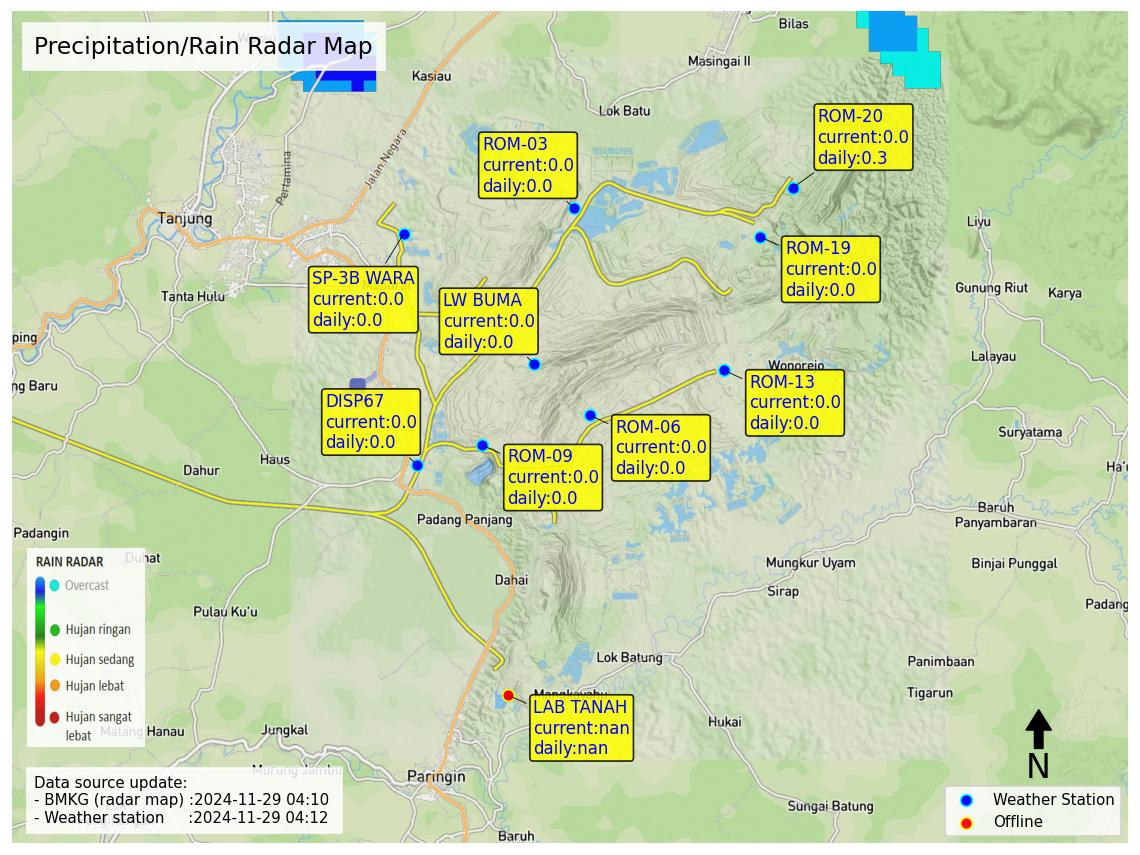 Precipitation/Rain Radar Map
Bilas
Masingai II
Kasiau
Lok Batu
Jalan Negara
Pertamina
Tanjung
Tanta Hulu
ROM-03
current:0.0
daily:0.0
ROM-20
current:0.0
daily:0.3
ROM-19
current:0.0
daily:0.0
SP-3B WARA
current:0.0
daily:0.0
LW BUMA
current:0.0
daily:0.0
Liyu
Gunung Riut
Karya
Lalayau
ping
ng Baru
Wonorejo
ROM-13
current:0.0
daily:0.0
DISP67
current:0.0
daily:0.0
ROM-06
current:0.0
daily:0.0
ROM-09
current:0.0
daily:0.0
Suryatama
Ha'u
Haus
Dahur
Baruh
Panyambaran
Padang Panjang
Padangin
Duhat
Binjai Punggal
Mungkur Uyam
Dahai
Sirap
Padang
Pulau Ku'u
RAIN RADAR
Overcast
Hujan ringan
Hujan sedang
Hujan lebat
Hujan sangat
lebat
Lok Batung
Panimbaan
Tigarun
Mangkayahu
LAB TANAH
current:nan
daily:nan
Hukai
Matang Hanau
Jungkal
Murung Jambu
Paringin
Sungai Batung
Baruh
N
Data source update:
- BMKG (radar map) :2024-11-29 04:10
- Weather station :2024-11-29 04:12
Weather Station
Offline